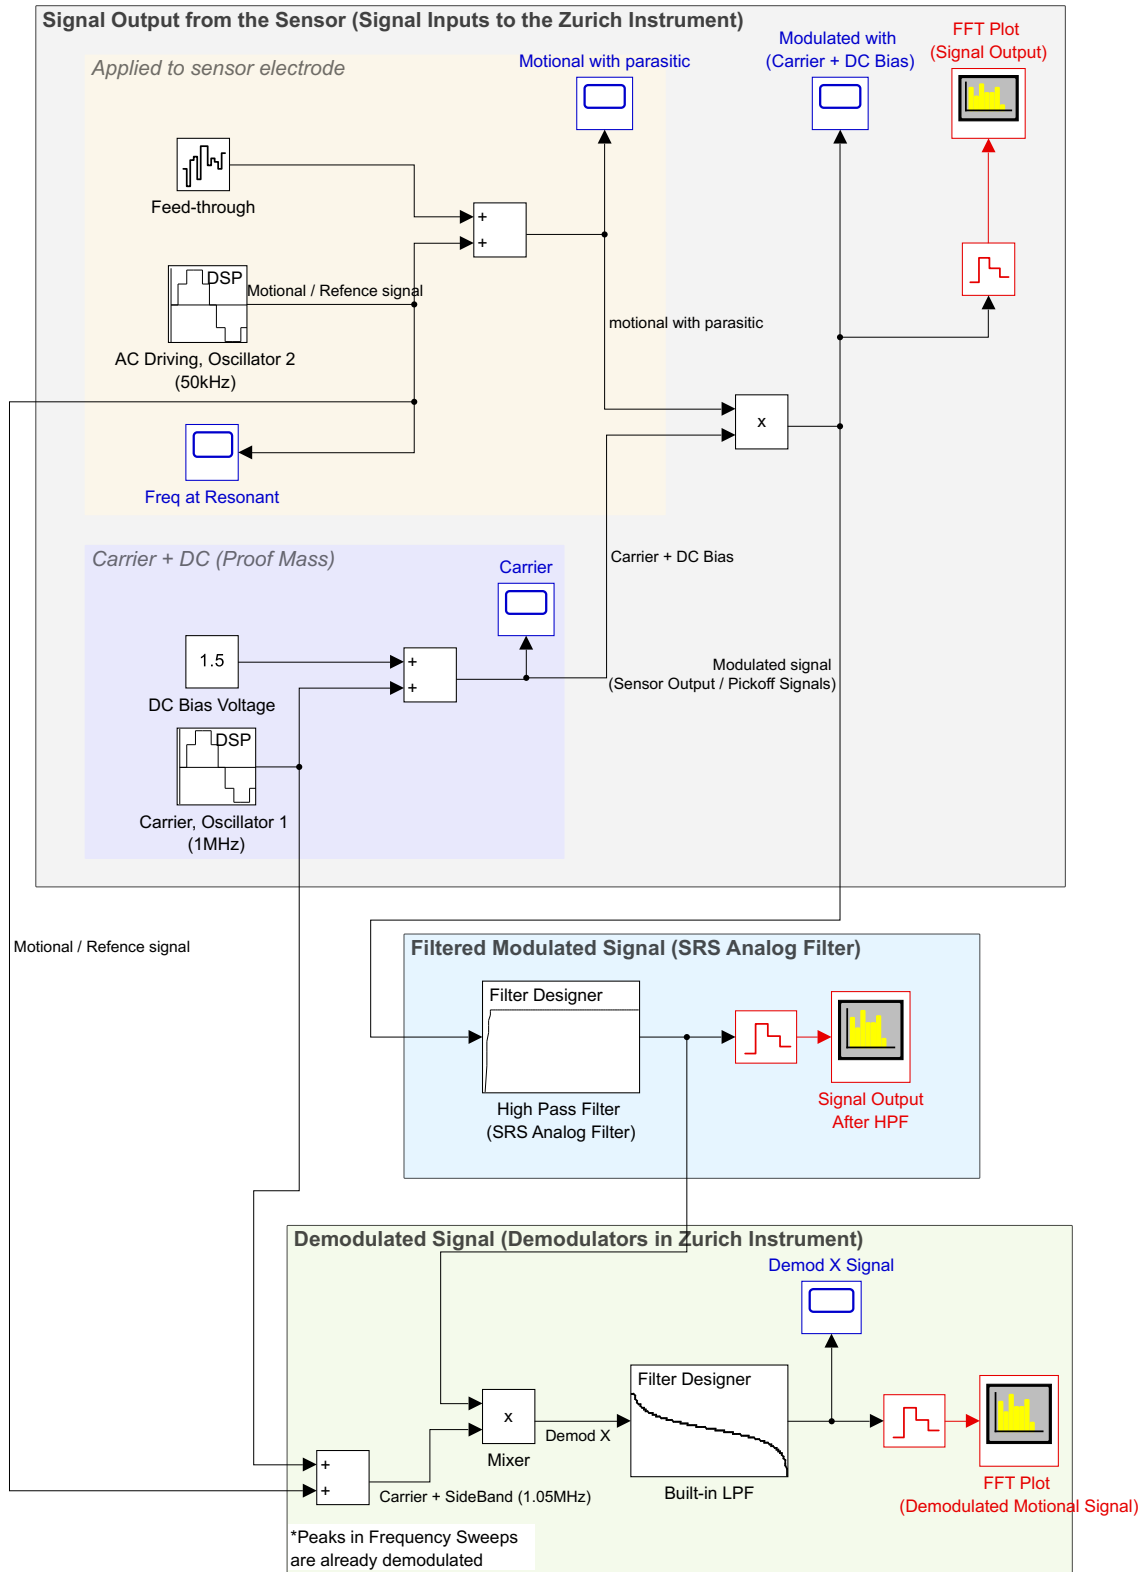 Signal Output from the Sensor (Signal Inputs to the Zurich Instrument)
FFT Plot
(Signal Output)
Modulated with
(Carrier + DC Bias)
Motional with parasitic
Applied to sensor electrode
Feed-through
+
+
DSP
Motional / Refence signal
motional with parasitic
AC Driving, Oscillator 2
(50kHz)
x
Freq at Resonant
Carrier + DC (Proof Mass)
Carrier + DC Bias
Carrier
1.5
+
+
DC Bias Voltage
Modulated signal
(Sensor Output / Pickoff Signals)
DSP
Carrier, Oscillator 1
(1MHz)
Motional / Refence signal
Filtered Modulated Signal (SRS Analog Filter)
Filter Designer
High Pass Filter
(SRS Analog Filter)
Signal Output
After HPF
Demodulated Signal (Demodulators in Zurich Instrument)
Demod X Signal
Filter Designer
x
Demod X
Mixer
+
+
Carrier + SideBand (1.05MHz)
Built-in LPF
FFT Plot
(Demodulated Motional Signal)
*Peaks in Frequency Sweeps
are already demodulated